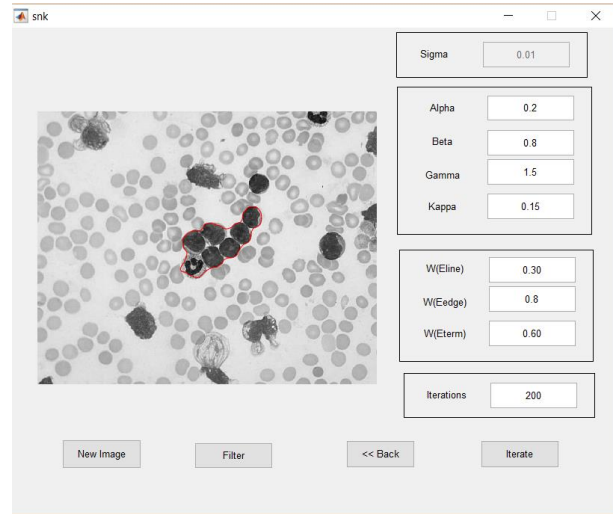 snk
Sigma 0.01
Alpha 0.2
Beta 0.8
Gamma 1.5
Kappa 0.15
W(Eline) 0.30
W(Eedge) 0.8
W(Eterm) 0.60
Iterations 200
New Image Filter << Back Iterate